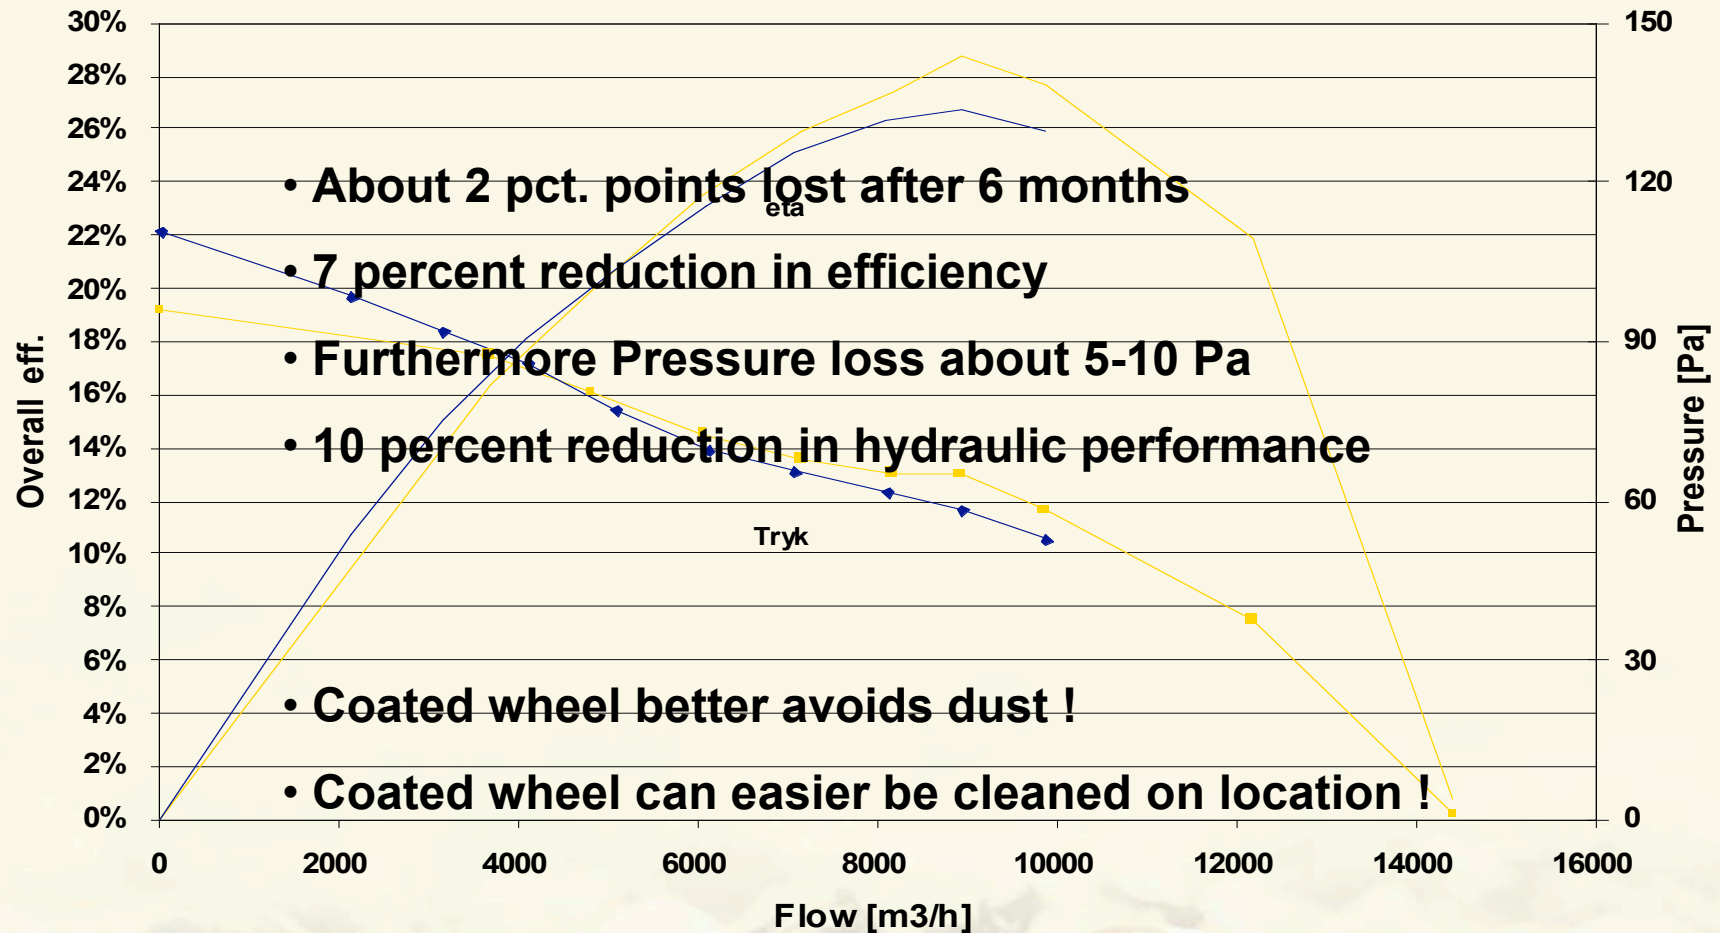 30%
28%
26%
24%
22%
20%
18%
16%
14%
12%
10%
8%
6%
4%
2%
0%
Overall eff.
150
120
90
60
30
0
Pressure [Pa]
• About 2 pct. points lost after 6 months
eta
• 7 percent reduction in efficiency
• Furthermore Pressure loss about 5-10 Pa
• 10 percent reduction in hydraulic performance
Tryk
• Coated wheel better avoids dust !
• Coated wheel can easier be cleaned on location !
0 2000 4000 6000 8000 10000 12000 14000 16000
Flow [m3/h]